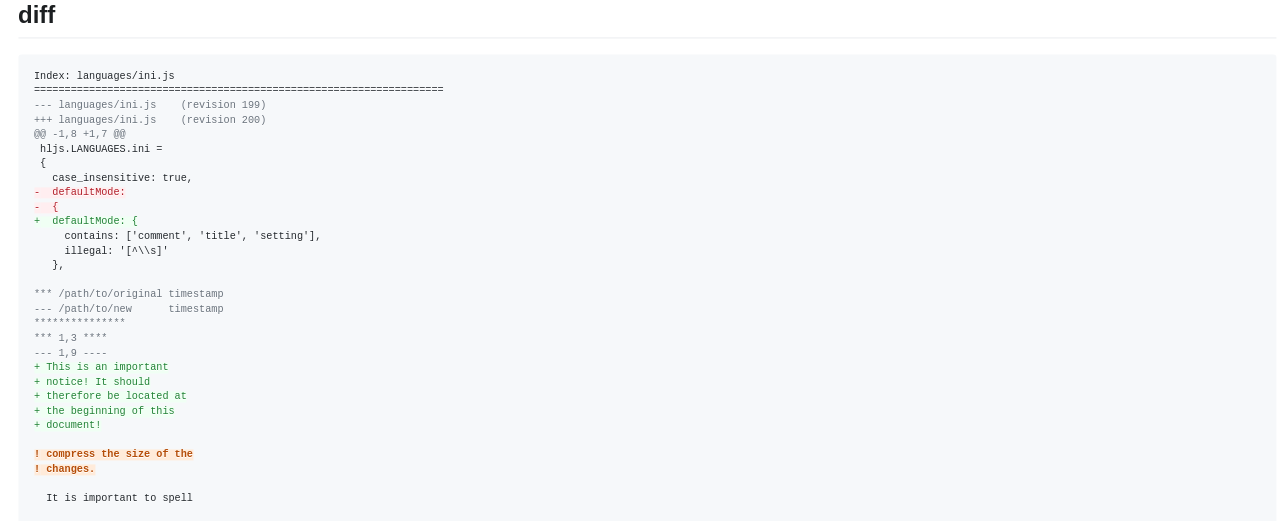 diff
Index: languages/ini.js
===================================================================
--- languages/ini.js    (revision 199)
+++ languages/ini.js    (revision 200)
@@ -1,8 +1,7 @@
 hljs.LANGUAGES.ini =
 {
   case_insensitive: true,
-  defaultMode:
-  {
+  defaultMode: {
     contains: ['comment', 'title', 'setting'],
     illegal: '[^\\s]'
   },

*** /path/to/original timestamp
--- /path/to/new      timestamp
***************
*** 1,3 ****
--- 1,9 ----
+ This is an important
+ notice! It should
+ therefore be located at
+ the beginning of this
+ document!

! compress the size of the
! changes.

  It is important to spell